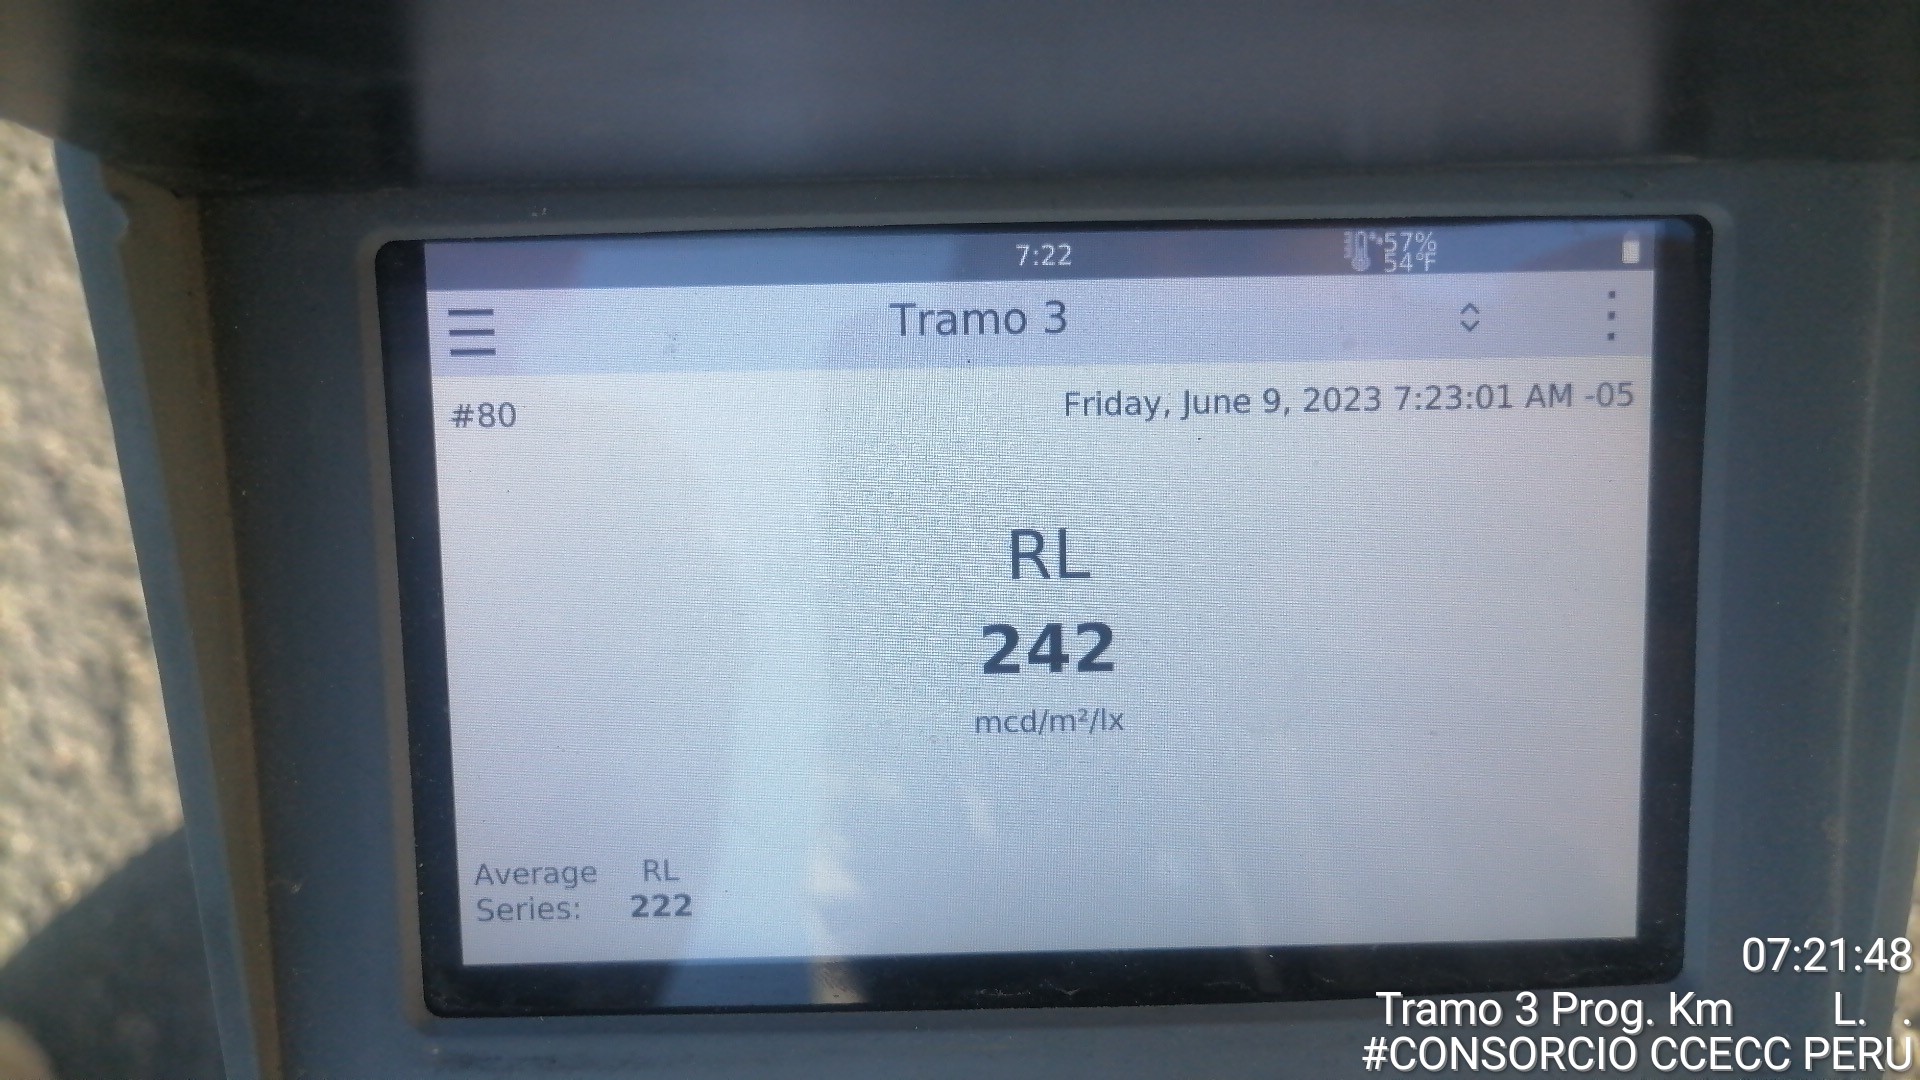 7:22
57%
54°F
Tramo 3
#80
Friday, June 9, 2023 7:23:01 AM -05
RL
242
mcd/m²/lx
Average RL
Series: 222
07:21:48
Tramo 3 Prog. Km L. .
#CONSORCIO CCECC PERU